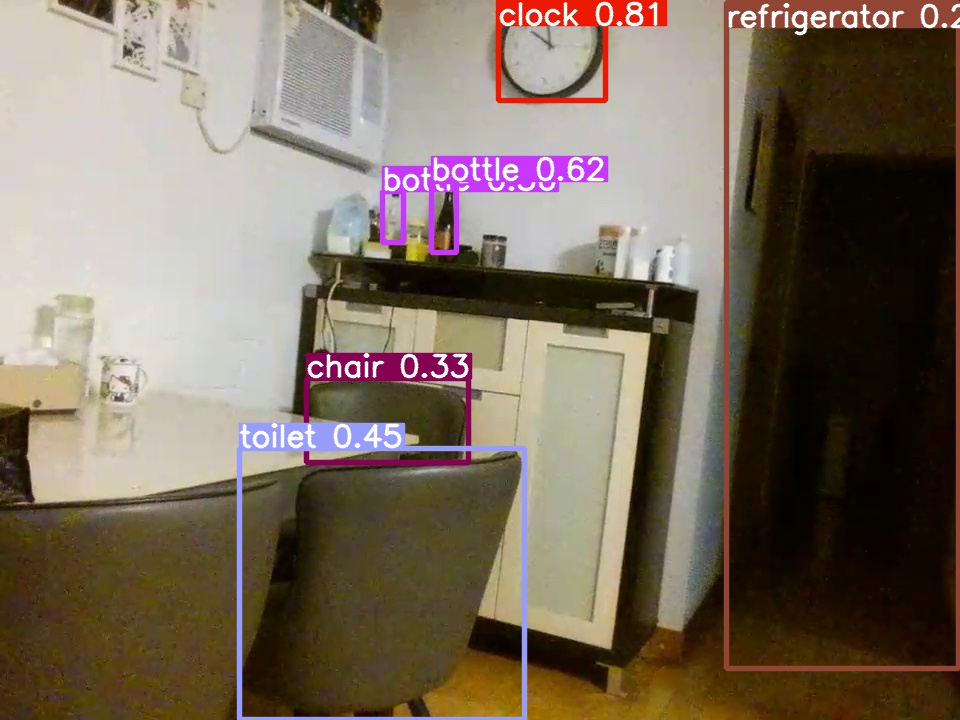 clock 0.81
refrigerator 0.2
bottle 0.62
chair 0.33
toilet 0.45